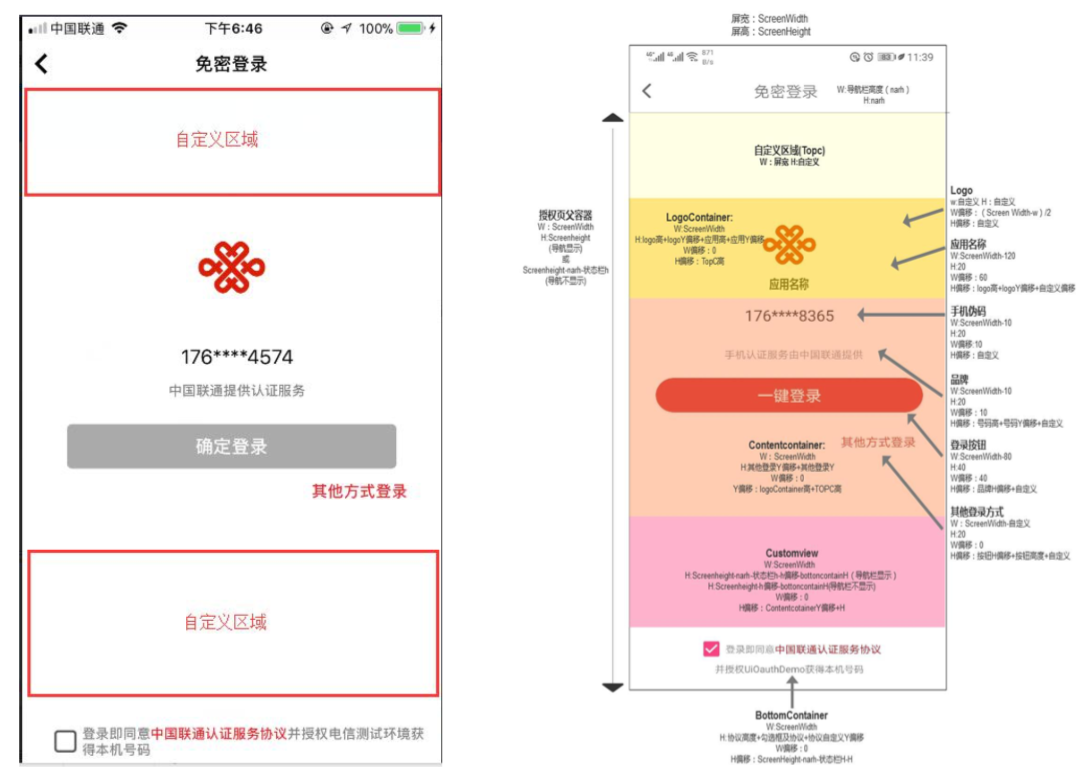 中国联通
下午6:46
100%
免密登录
自定义区域
176****4574
中国联通提供认证服务
确定登录
其他方式登录
自定义区域
登录即同意中国联通认证服务协议并授权电信测试环境获
得本机号码
屏宽：ScreenWidth
屏高：ScreenHeight
871
B/s
11:39
免密登录
W:导航栏高度（narh）
H:narh
自定义区域(Topc)
W：屏宽 H:自定义
授权页父容器
W：ScreenWidth
H:Screenheight
(导航显示)
或
Screenheight-narh-状态栏h
(导航不显示)
LogoContainer:
W:ScreenWidth
H:logo高+logoY偏移+应用高+应用Y偏移
W偏移：0
H偏移：TopC高
应用名称
176****8365
手机认证服务由中国联通提供
一键登录
其他方式登录
Contentcontainer:
W：ScreenWidth
H:其他登录Y偏移+其他登录Y
W偏移：0
Y偏移：logoContainer高+TOPC高
Customview
W:ScreenWidth
H:Screenheight-narh-状态栏h-h偏移-bottoncontainH（导航栏显示）
H:Screenheight-h偏移-bottoncontainH(导航栏不显示)
W偏移：0
H偏移：ContentcotainerY偏移+H
登录即同意中国联通认证服务协议
并授权UiOauthDemo获得本机号码
BottomContainer
W:ScreenWidth
H:协议高度+勾选框及协议+协议自定义Y偏移
W偏移：0
H偏移：ScreenHeight-narh-状态栏H-H
Logo
w:自定义 H：自定义
W偏移：（Screen Width-w）/2
H偏移：自定义
应用名称
W:ScreenWidth-120
H:20
W偏移：60
H偏移：logo高+logoY偏移+自定义偏移
手机伪码
W:ScreenWidth-10
H:20
W偏移:10
H偏移：自定义
品牌
W:ScreenWidth-10
H:20
W偏移：10
H偏移：号码高+号码Y偏移+自定义
登录按钮
W:ScreenWidth-80
H:40
W偏移：40
H偏移：品牌H偏移+自定义
其他登录方式
W：ScreenWidth-自定义
H:20
W偏移：0
H偏移：按钮H偏移+按钮高度+自定义